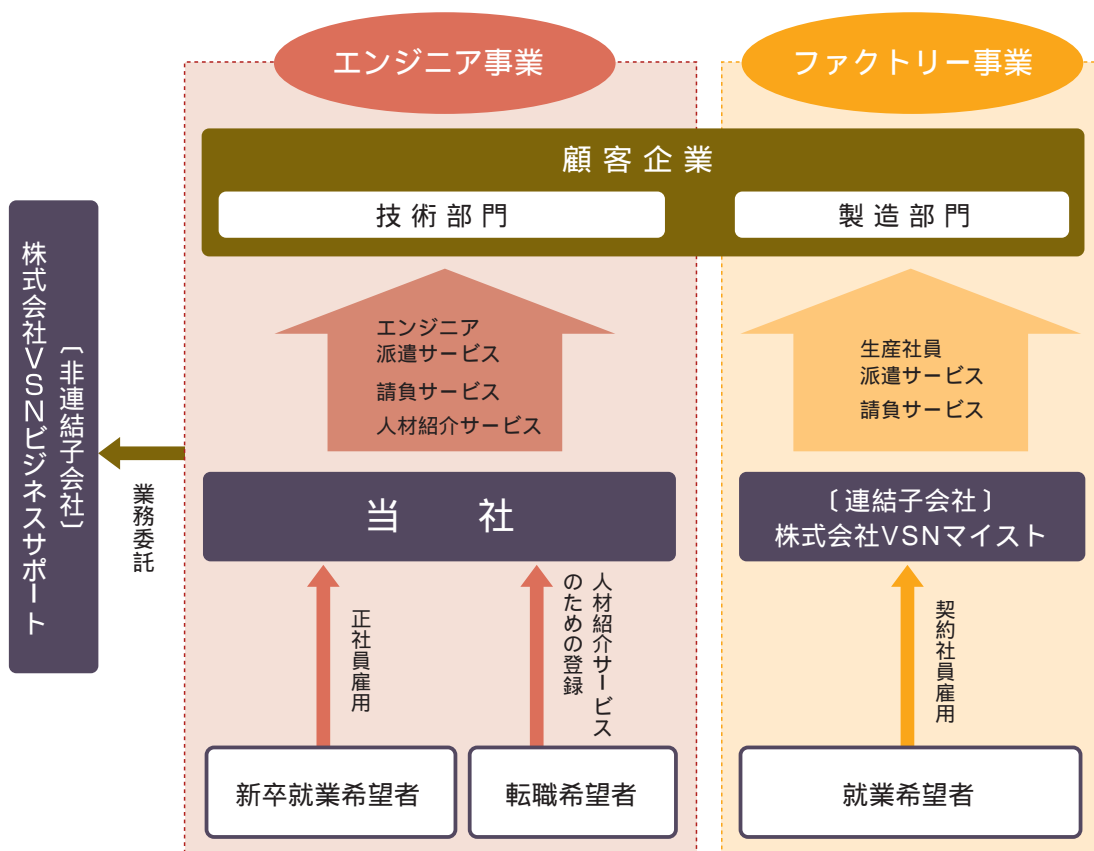 エンジニア事業
ファクトリー事業
顧客企業
技術部門
製造部門
エンジニア
派遣サービス
請負サービス
人材紹介サービス
生産社員
派遣サービス
請負サービス
〔非連結子会社〕
株式会社VSNビジネスサポート
業務委託
当社
〔連結子会社〕
株式会社VSNマイスト
正社員雇用
人材紹介サービス
のための登録
契約社員雇用
新卒就業希望者
転職希望者
就業希望者